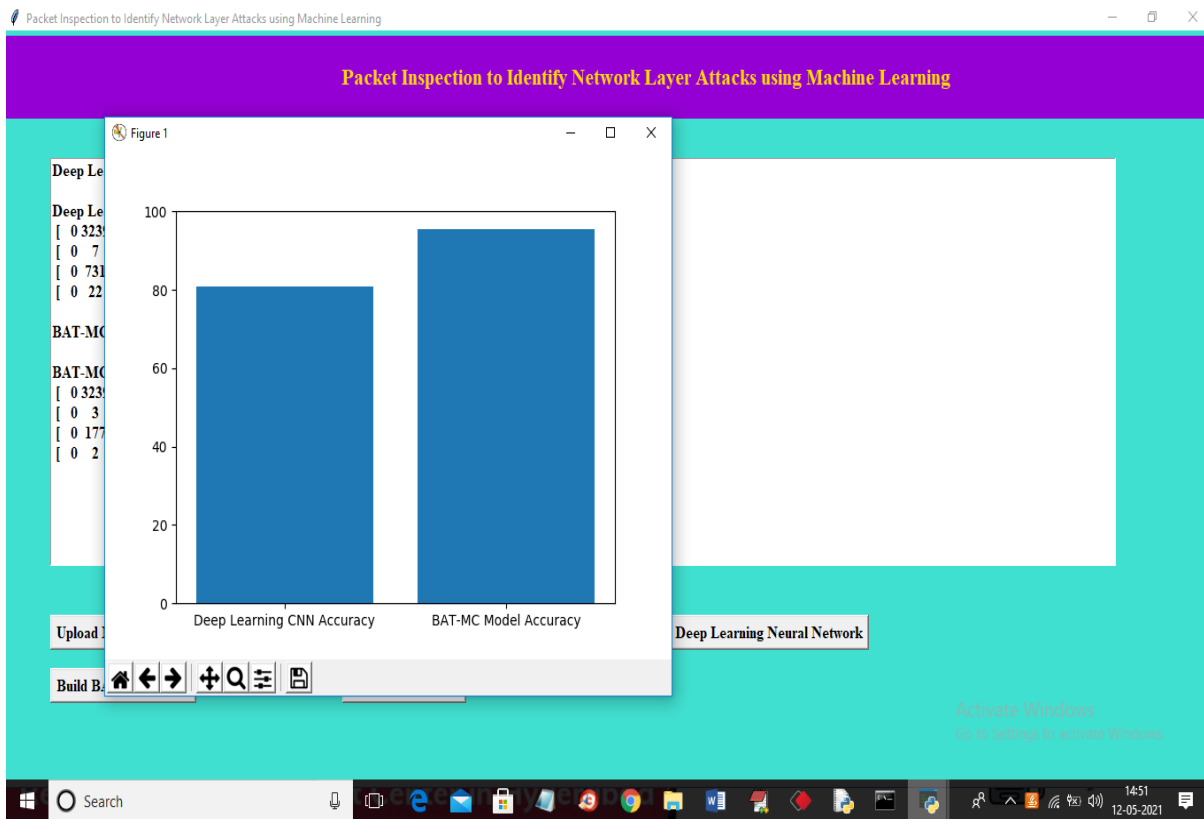 Packet Inspection to Identify Network Layer Attacks using Machine Learning
Packet Inspection to Identify Network Layer Attacks using Machine Learning
Figure 1
Deep Le
Deep Le
[ 0 323
[ 0 7
[ 0 731
[ 0 22
BAT-MC
BAT-MC
[ 0 323
[ 0 3
[ 0 177
[ 0 2
100
80
60
40
20
0
Deep Learning CNN Accuracy
BAT-MC Model Accuracy
Upload
Deep Learning Neural Network
Build BA
Activate Windows
Go to Settings to activate Windows.
Search
14:51
12-05-2021